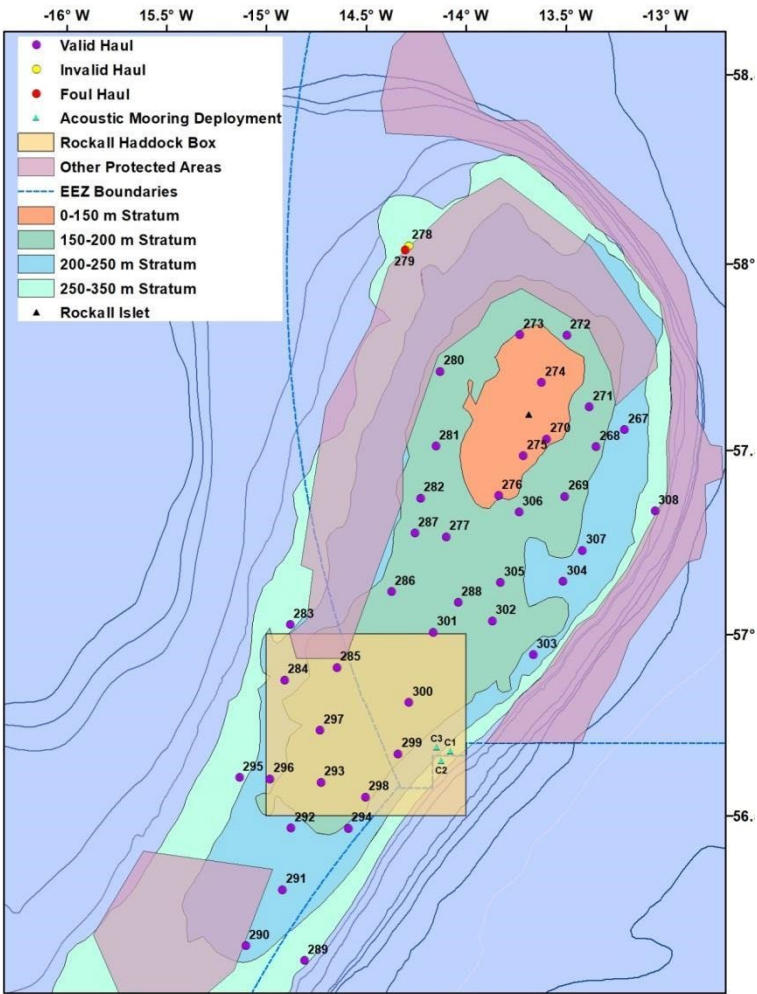 -16° W -15.5° W -15° W -14.5° W -14° W -13.5° W -13° W
Valid Haul
Invalid Haul
Foul Haul
Acoustic Mooring Deployment
Rockall Haddock Box
Other Protected Areas
EEZ Boundaries
0-150 m Stratum
150-200 m Stratum
200-250 m Stratum
250-350 m Stratum
Rockall Islet
58.
278
58°
279
273 272
280 274
271
267
281 270 268
275 57.
282 276 269
306 308
287 277
307
286 305 304
288
283 301 302
57°
285 303
284
300
297
299 C3 C1
C2
295 296 293
298
292 294 56.
291
290
289